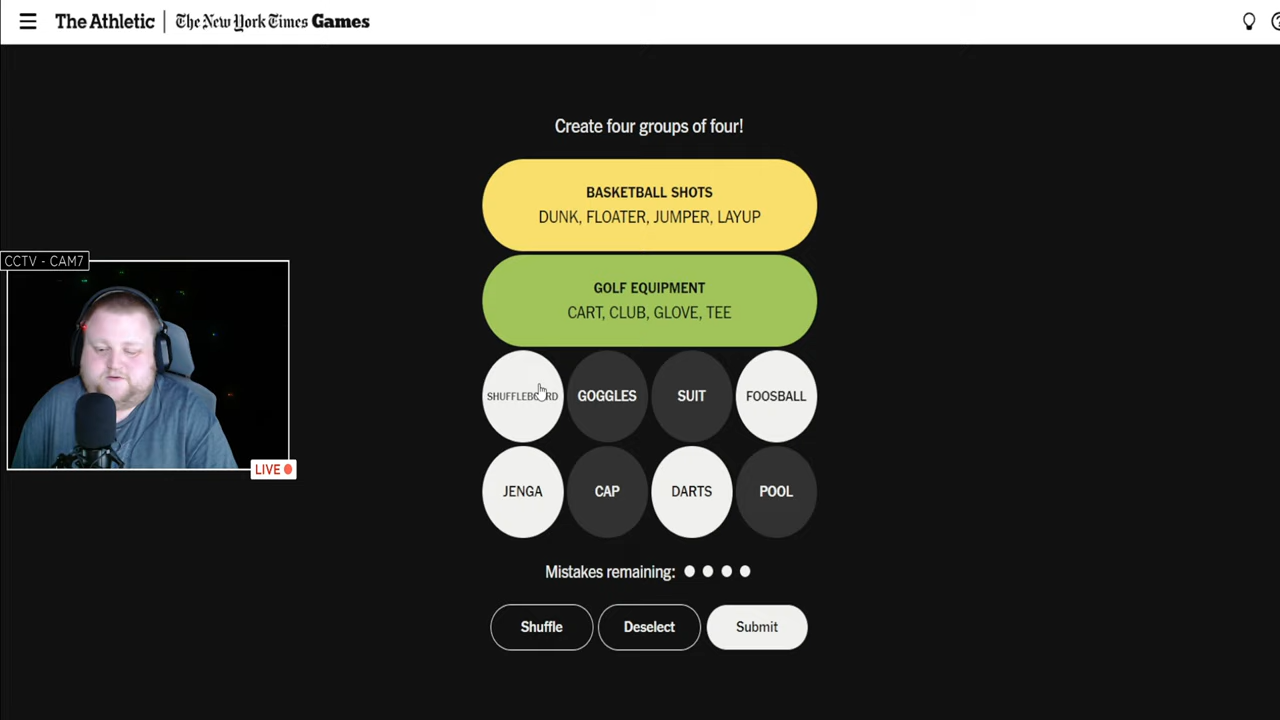 The Athletic | The New York Times Games
Create four groups of four!
BASKETBALL SHOTS
DUNK, FLOATER, JUMPER, LAYUP
GOLF EQUIPMENT
CART, CLUB, GLOVE, TEE
CCTV - CAM7
SHUFFLEBOARD GOGGLES SUIT FOOSBALL
LIVE
JENGA CAP DARTS POOL
Mistakes remaining:
Shuffle Deselect Submit